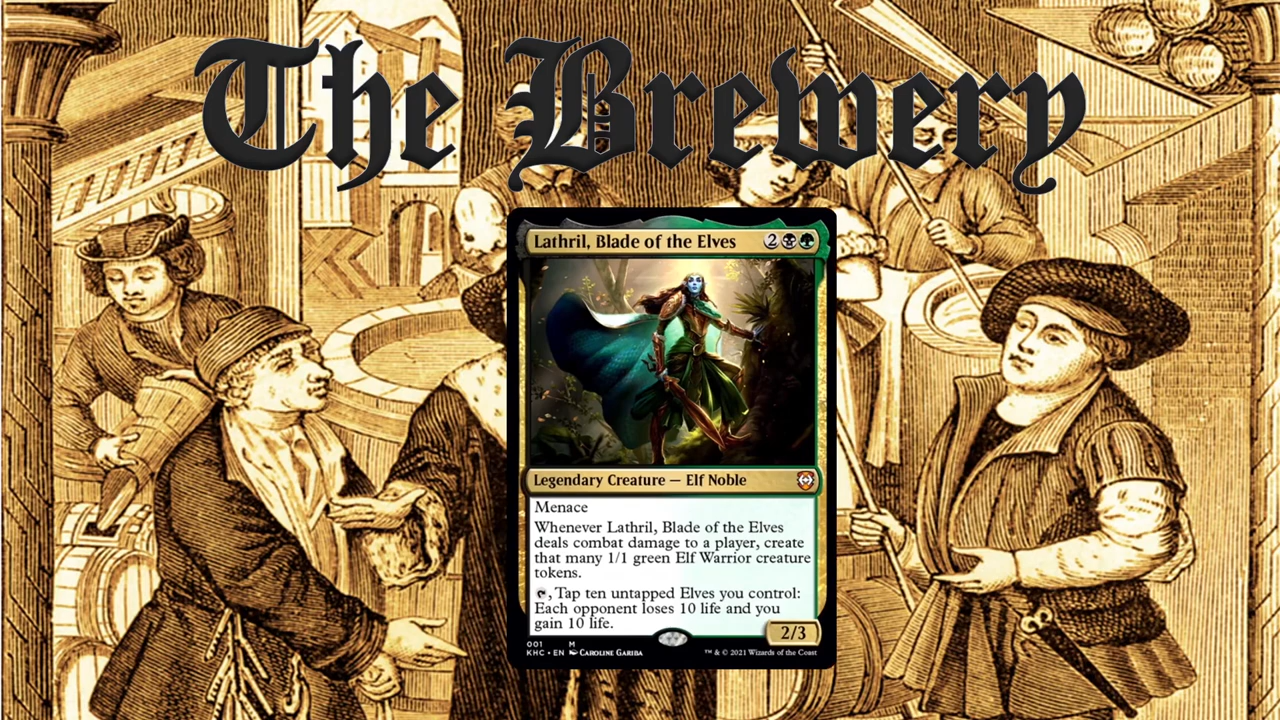 The Brewery
Lathril, Blade of the Elves 2
Legendary Creature — Elf Noble
Menace
Whenever Lathril, Blade of the Elves
deals combat damage to a player, create
that many 1/1 green Elf Warrior creature
tokens.
, Tap ten untapped Elves you control:
Each opponent loses 10 life and you
gain 10 life.
2/3
001 M
KHC • EN Caroline Gariba
™ & © 2021 Wizards of the Coast